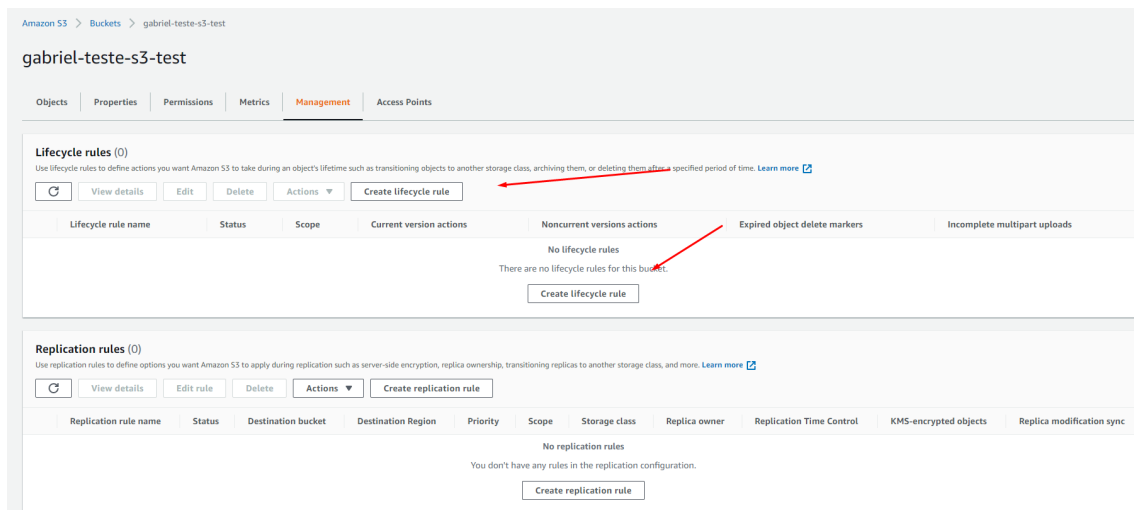 Amazon S3 > Buckets > gabriel-teste-s3-test
gabriel-teste-s3-test
Objects Properties Permissions Metrics Management Access Points
Lifecycle rules (0)
Use lifecycle rules to define actions you want Amazon S3 to take during an object's lifetime such as transitioning objects to another storage class, archiving them, or deleting them after a specified period of time. Learn more
View details Edit Delete Actions ▼ Create lifecycle rule
Lifecycle rule name Status Scope Current version actions Noncurrent versions actions Expired object delete markers Incomplete multipart uploads
No lifecycle rules
There are no lifecycle rules for this bucket.
Create lifecycle rule
Replication rules (0)
Use replication rules to define options you want Amazon S3 to apply during replication such as server-side encryption, replica ownership, transitioning replicas to another storage class, and more. Learn more
View details Edit rule Delete Actions ▼ Create replication rule
Replication rule name Status Destination bucket Destination Region Priority Scope Storage class Replica owner Replication Time Control KMS-encrypted objects Replica modification sync
No replication rules
You don't have any rules in the replication configuration.
Create replication rule